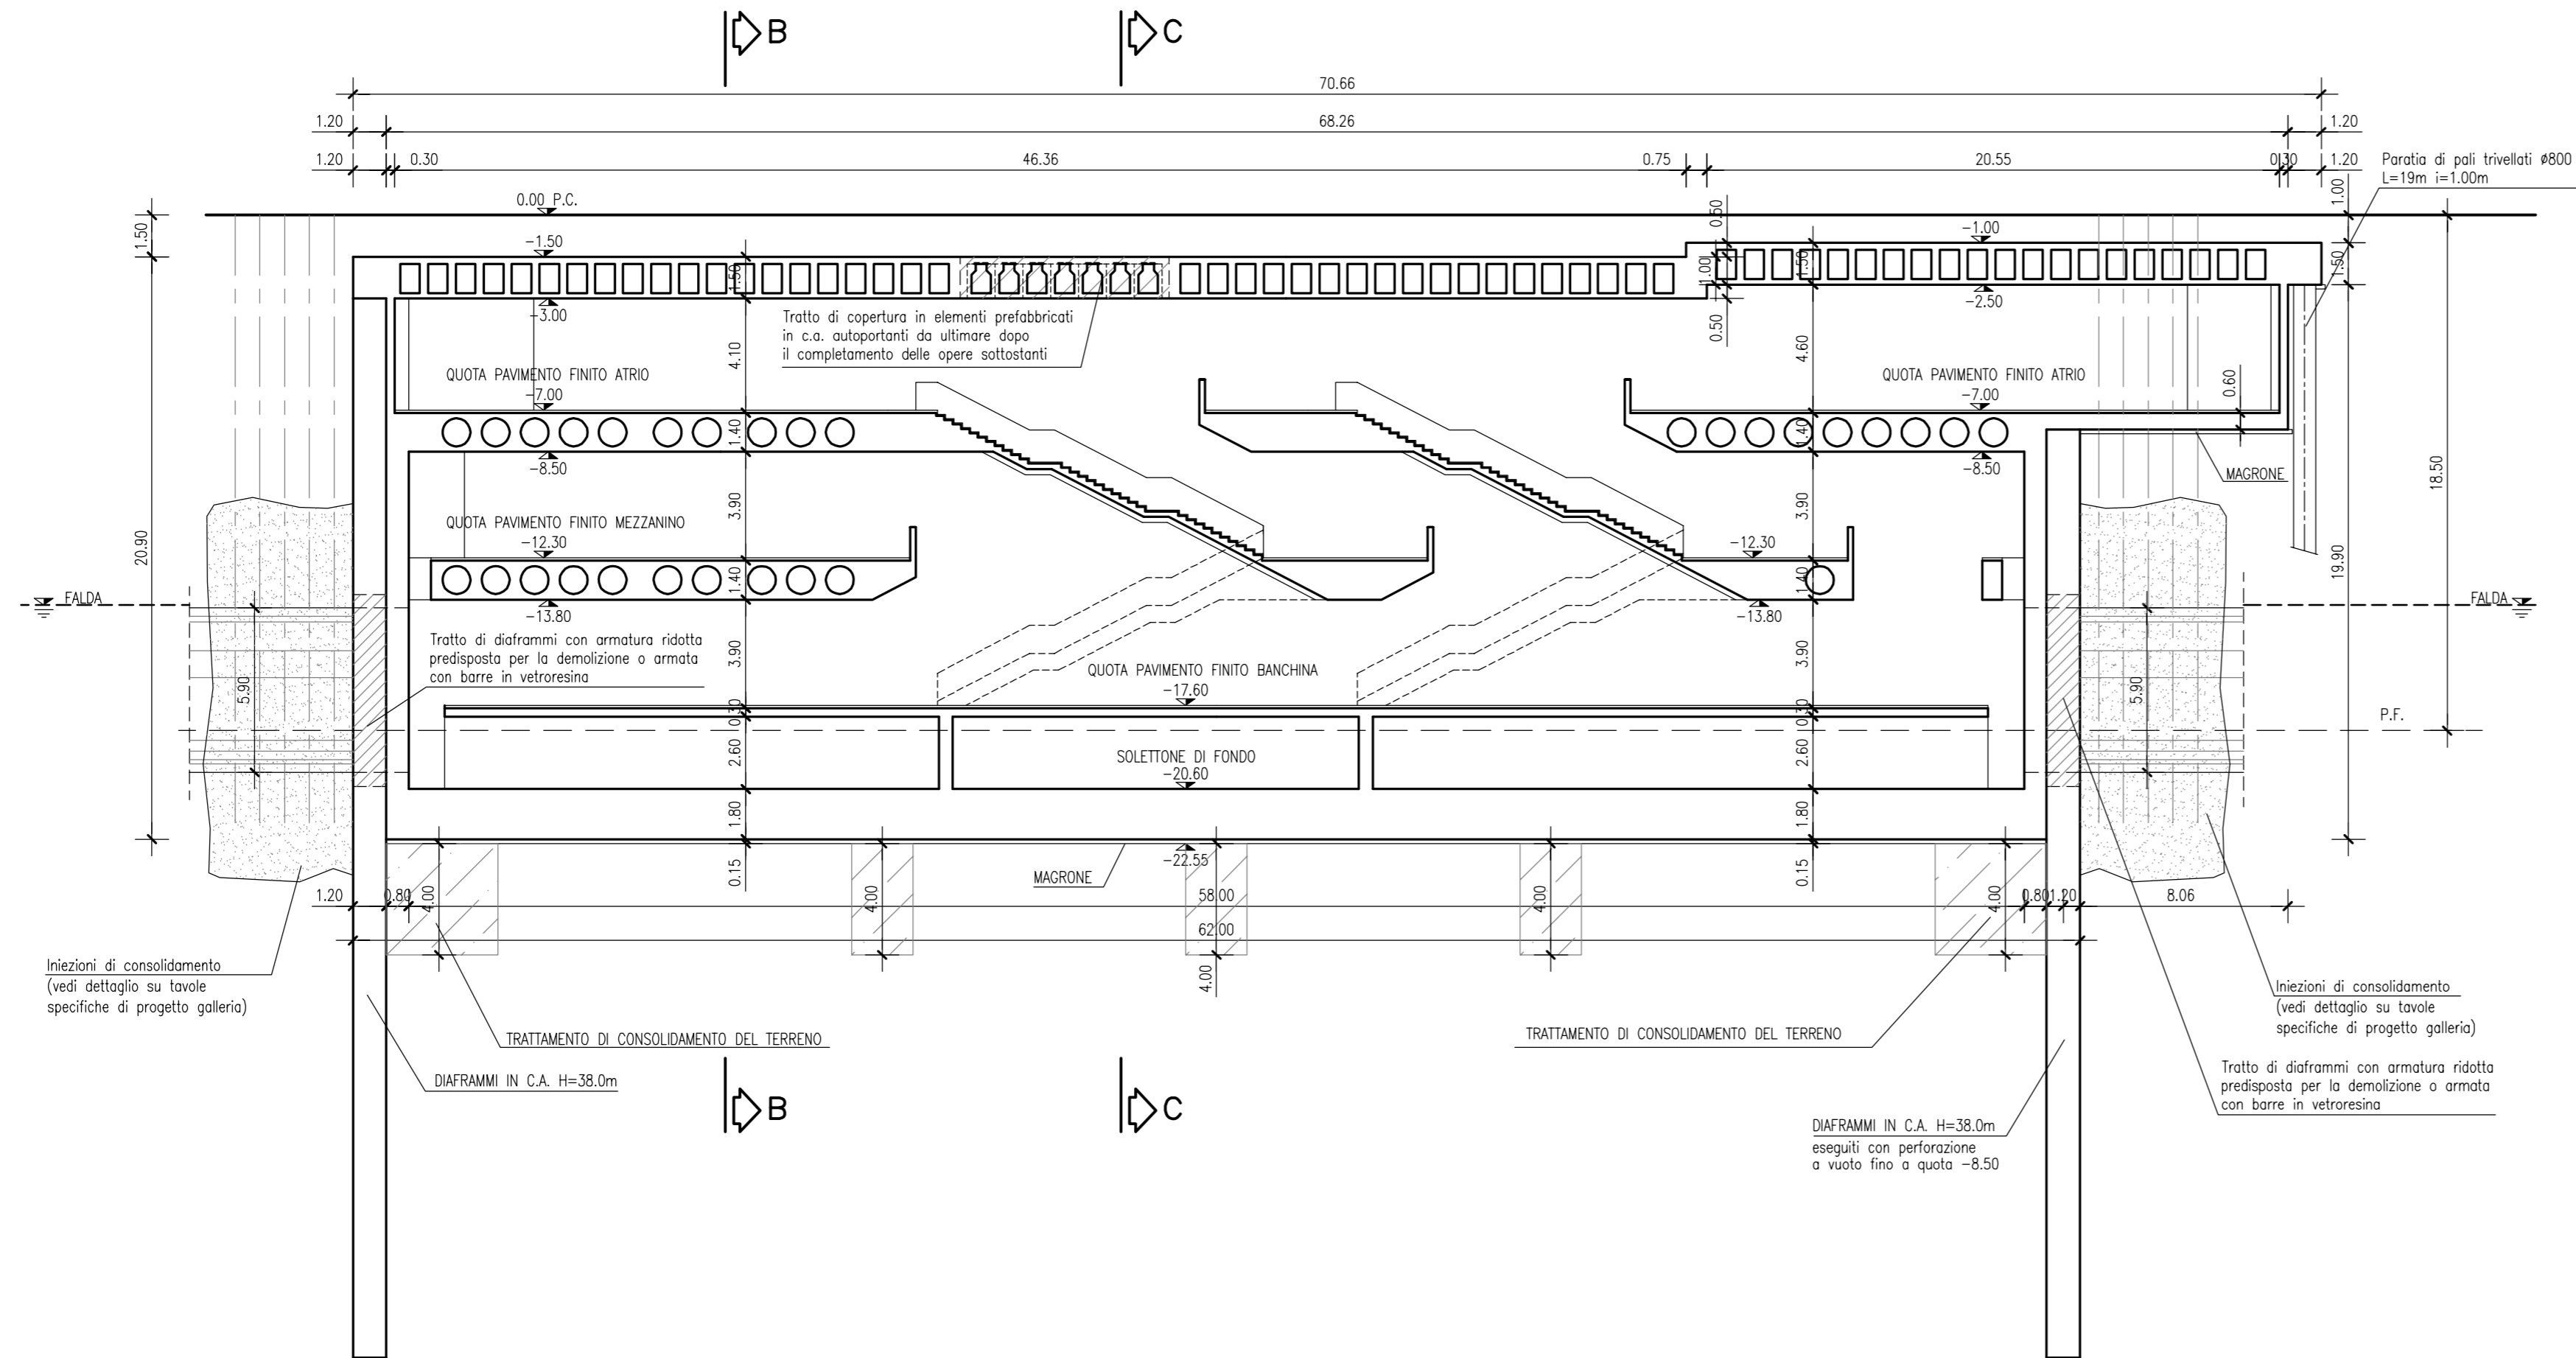 B
C
70.66
1.20
68.26
1.20
1.20
0.30
46.36
0.75
20.55
0.30
1.20
Paratia di pali trivellati ø800
L=19m i=1.00m
0.00 P.C.
1.50
-1.50
0.50
-1.00
1.00
1.50
1.00
1.50
1.50
-3.00
-2.50
0.50
Tratto di copertura in elementi prefabbricati
in c.a. autoportanti da ultimare dopo
il completamento delle opere sottostanti
4.10
4.60
QUOTA PAVIMENTO FINITO ATRIO
-7.00
QUOTA PAVIMENTO FINITO ATRIO
-7.00
0.60
1.40
1.40
-8.50
-8.50
MAGRONE
18.50
3.90
3.90
QUOTA PAVIMENTO FINITO MEZZANINO
-12.30
-12.30
20.90
19.90
1.40
1.40
FALDA
FALDA
-13.80
-13.80
Tratto di diaframmi con armatura ridotta
predisposta per la demolizione o armata
con barre in vetroresina
3.90
3.90
QUOTA PAVIMENTO FINITO BANCHINA
-17.60
5.90
5.90
0.30
0.30
P.F.
2.60
2.60
SOLETTONE DI FONDO
-20.60
1.80
1.80
-22.55
0.15
0.15
MAGRONE
1.20
0.80
4.00
4.00
58.00
4.00
4.00
0.80
1.20
8.06
62.00
4.00
Iniezioni di consolidamento
(vedi dettaglio su tavole
specifiche di progetto galleria)
Iniezioni di consolidamento
(vedi dettaglio su tavole
specifiche di progetto galleria)
TRATTAMENTO DI CONSOLIDAMENTO DEL TERRENO
TRATTAMENTO DI CONSOLIDAMENTO DEL TERRENO
DIAFRAMMI IN C.A. H=38.0m
B
C
Tratto di diaframmi con armatura ridotta
predisposta per la demolizione o armata
con barre in vetroresina
DIAFRAMMI IN C.A. H=38.0m
eseguiti con perforazione
a vuoto fino a quota -8.50